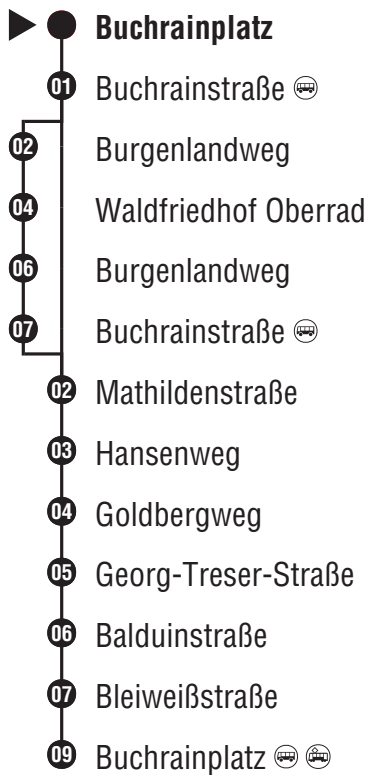 Buchrainplatz
01 Buchrainstraße
02 Burgenlandweg
04 Waldfriedhof Oberrad
06 Burgenlandweg
07 Buchrainstraße
02 Mathildenstraße
03 Hansenweg
04 Goldbergweg
05 Georg-Treser-Straße
06 Balduinstraße
07 Bleiweißstraße
09 Buchrainplatz